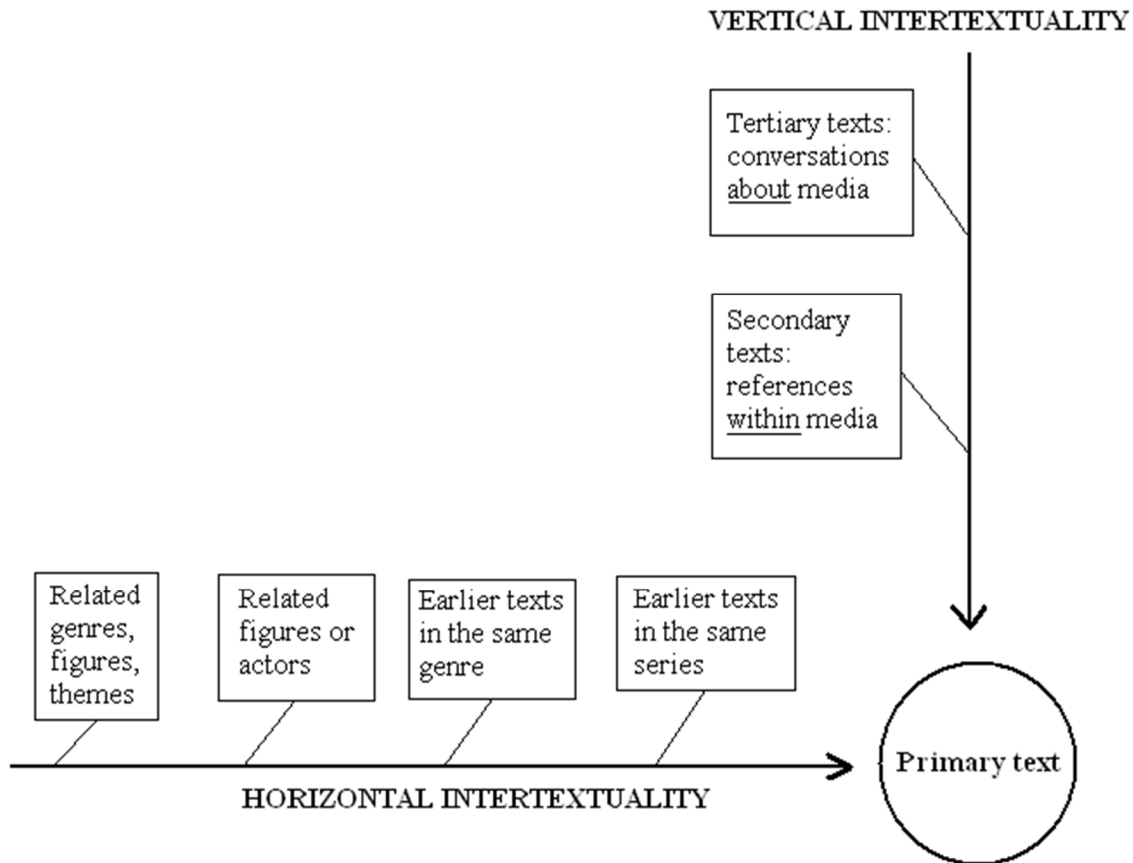 VERTICAL INTERTEXTUALITY
Tertiary texts:
conversations
about media
Secondary
texts:
references
within media
Related
genres,
figures,
themes
Related
figures or
actors
Earlier texts
in the same
genre
Earlier texts
in the same
series
Primary text
HORIZONTAL INTERTEXTUALITY